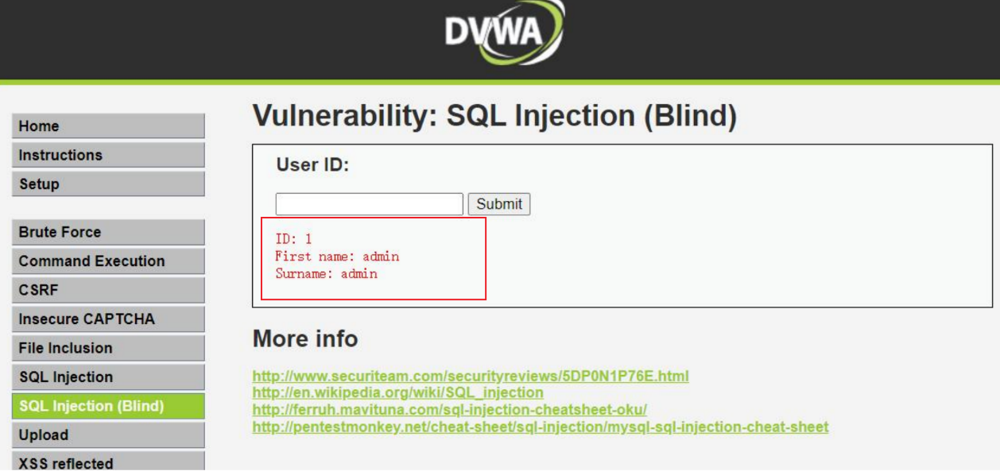 DVWA
Home
Instructions
Setup
Brute Force
Command Execution
CSRF
Insecure CAPTCHA
File Inclusion
SQL Injection
SQL Injection (Blind)
Upload
XSS reflected
Vulnerability: SQL Injection (Blind)
User ID:
Submit
ID: 1
First name: admin
Surname: admin
More info
http://www.securiteam.com/securityreviews/5DP0N1P76E.html
http://en.wikipedia.org/wiki/SQL_injection
http://ferruh.mavituna.com/sql-injection-cheatsheet-oku/
http://pentestmonkey.net/cheat-sheet/sql-injection/mysql-sql-injection-cheat-sheet